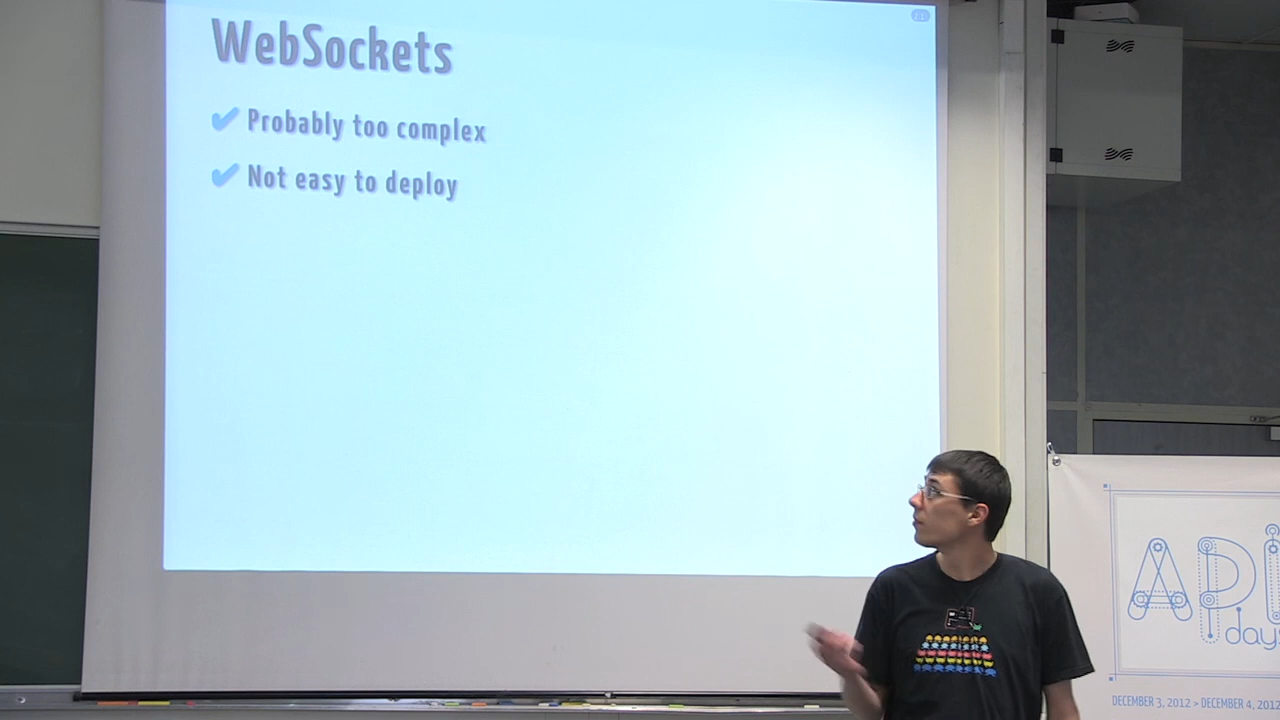 WebSockets
✔ Probably too complex
✔ Not easy to deploy
API
days
DECEMBER 3, 2012 > DECEMBER 4, 2012